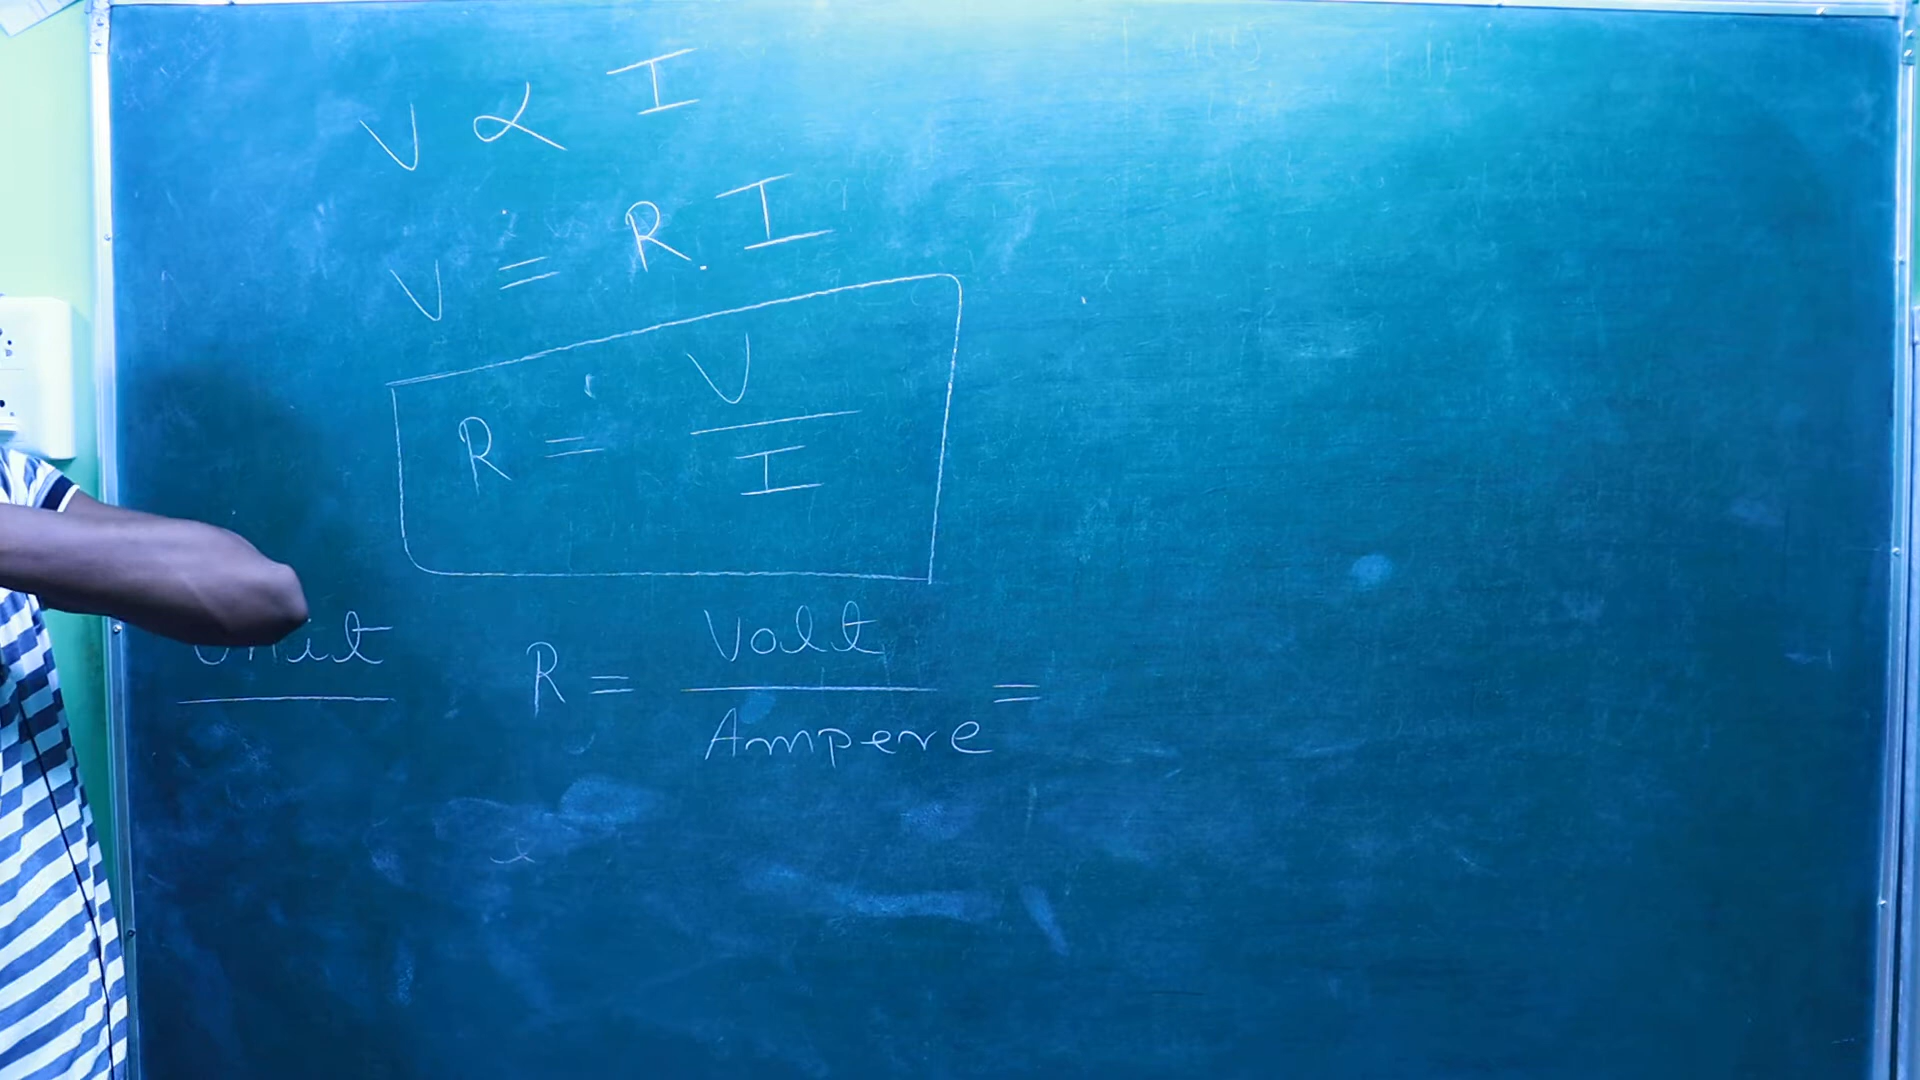 V ∝ I
V = R. I
R = V / I
Unit R = Volt / Ampere =